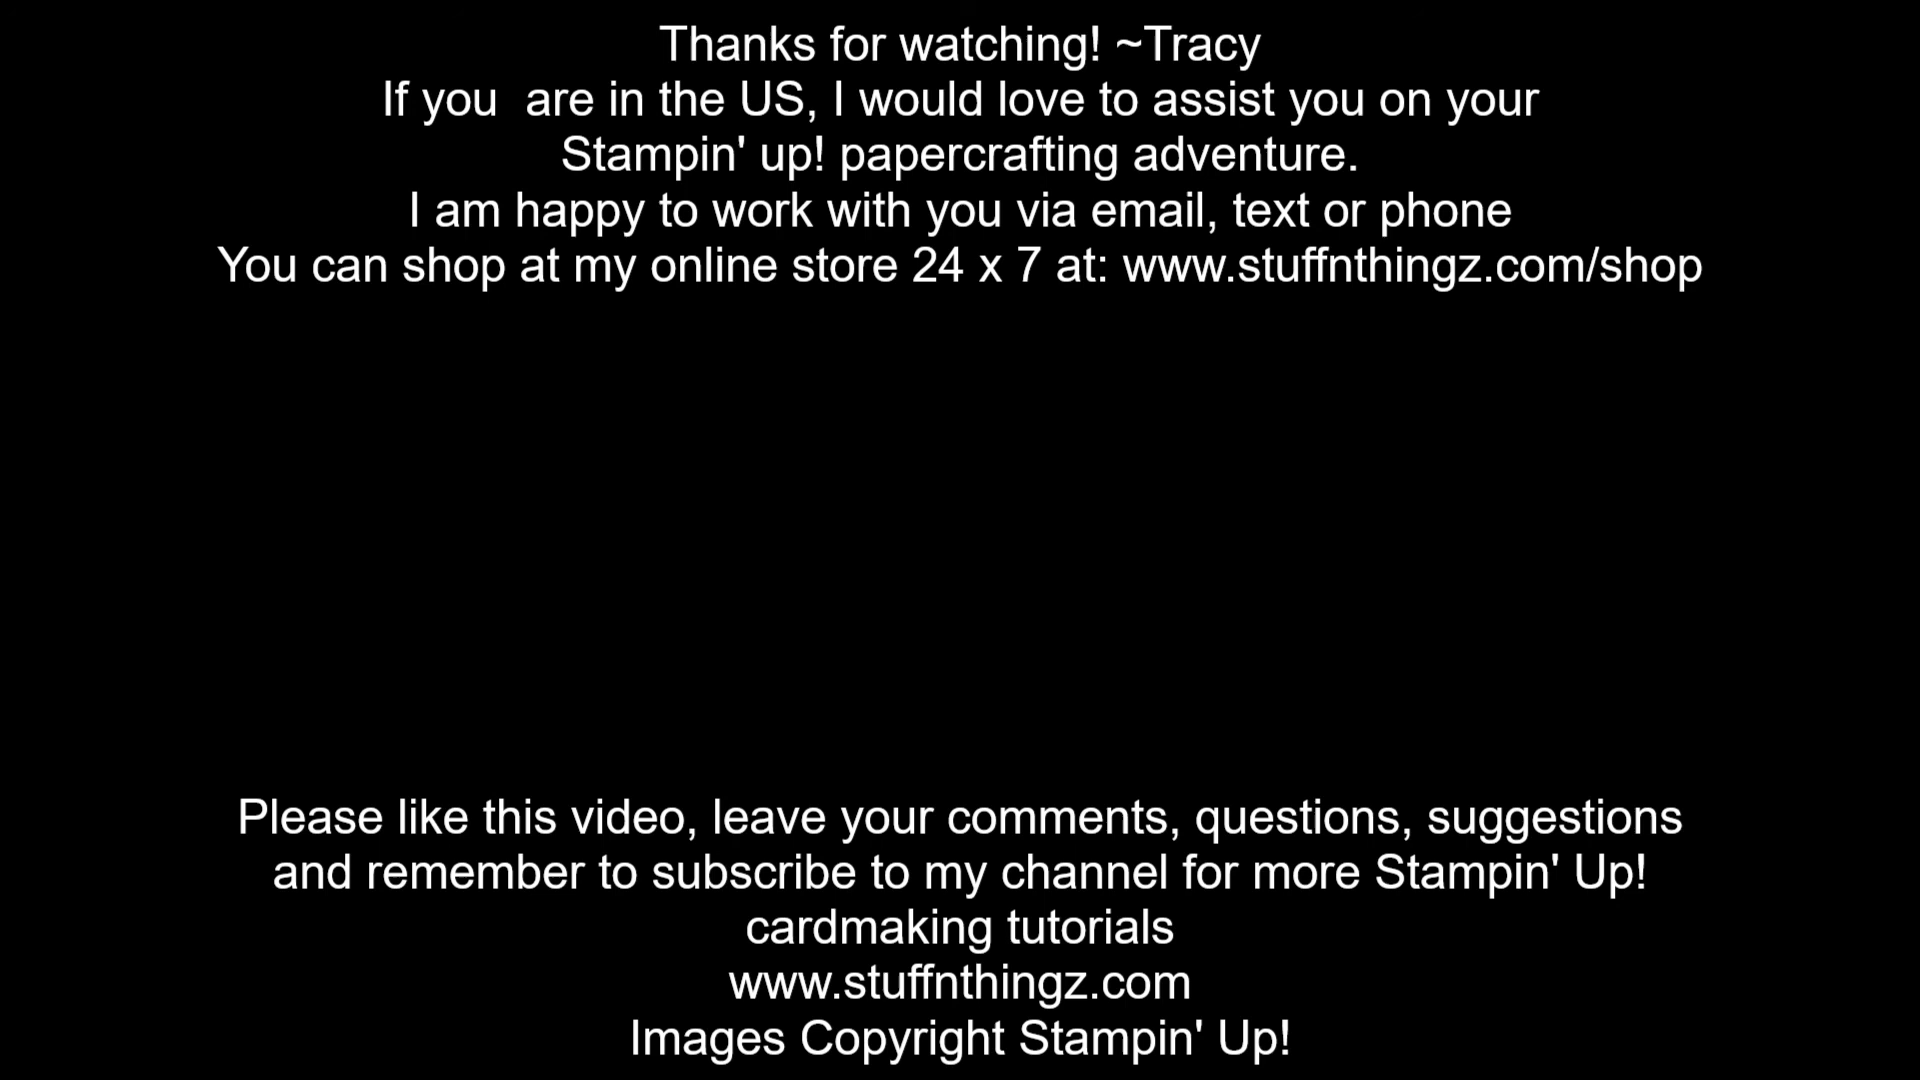 Thanks for watching! ~Tracy
If you  are in the US, I would love to assist you on your
Stampin' up! papercrafting adventure.
I am happy to work with you via email, text or phone
You can shop at my online store 24 x 7 at: www.stuffnthingz.com/shop
Please like this video, leave your comments, questions, suggestions
and remember to subscribe to my channel for more Stampin' Up!
cardmaking tutorials
www.stuffnthingz.com
Images Copyright Stampin' Up!